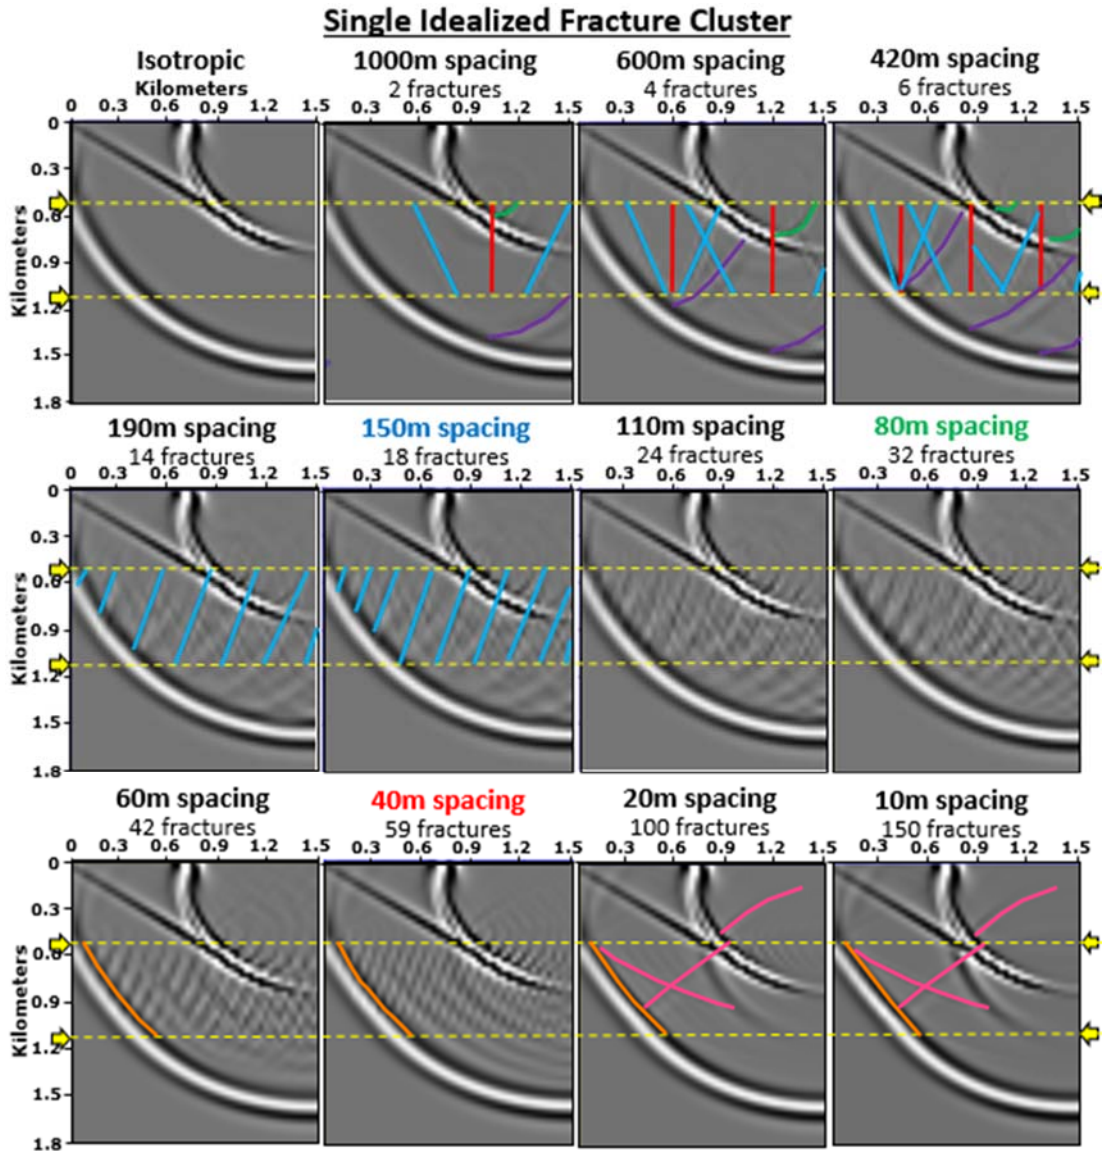 Single Idealized Fracture Cluster
Isotropic
Kilometers
0 0.3 0.6 0.9 1.2 1.5
1000m spacing
2 fractures
0.3 0.6 0.9 1.2 1.5
600m spacing
4 fractures
0.3 0.6 0.9 1.2 1.5
420m spacing
6 fractures
0.3 0.6 0.9 1.2 1.5
Kilometers
0
0.3
0.6
0.9
1.2
1.5
1.8
190m spacing
14 fractures
0 0.3 0.6 0.9 1.2 1.5
150m spacing
18 fractures
0.3 0.6 0.9 1.2 1.5
110m spacing
24 fractures
0.3 0.6 0.9 1.2 1.5
80m spacing
32 fractures
0.3 0.6 0.9 1.2 1.5
Kilometers
0
0.3
0.6
0.9
1.2
1.5
1.8
60m spacing
42 fractures
0 0.3 0.6 0.9 1.2 1.5
40m spacing
59 fractures
0.3 0.6 0.9 1.2 1.5
20m spacing
100 fractures
0.3 0.6 0.9 1.2 1.5
10m spacing
150 fractures
0.3 0.6 0.9 1.2 1.5
Kilometers
0
0.3
0.6
0.9
1.2
1.5
1.8